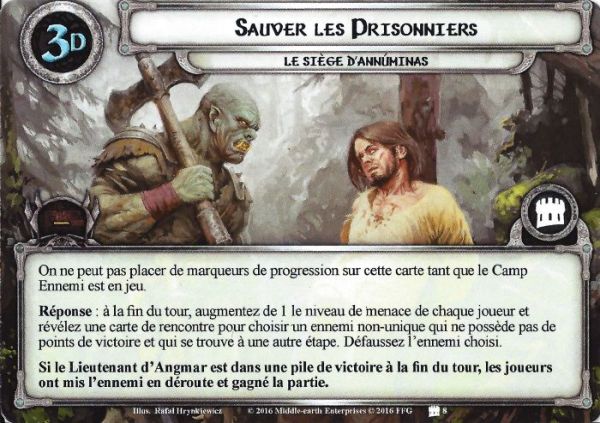 3D
SAUVER LES PRISONNIERS
LE SIÈGE D'ANNÚMINAS
On ne peut pas placer de marqueurs de progression sur cette carte tant que le Camp
Ennemi est en jeu.
Réponse : à la fin du tour, augmentez de 1 le niveau de menace de chaque joueur et
révélez une carte de rencontre pour choisir un ennemi non-unique qui ne possède pas de
points de victoire et qui se trouve à une autre étape. Défaussez l'ennemi choisi.
Si le Lieutenant d'Angmar est dans une pile de victoire à la fin du tour, les joueurs
ont mis l'ennemi en déroute et gagné la partie.
Illus. Rafał Hrynkiewicz © 2016 Middle-earth Enterprises © 2016 FFG 8